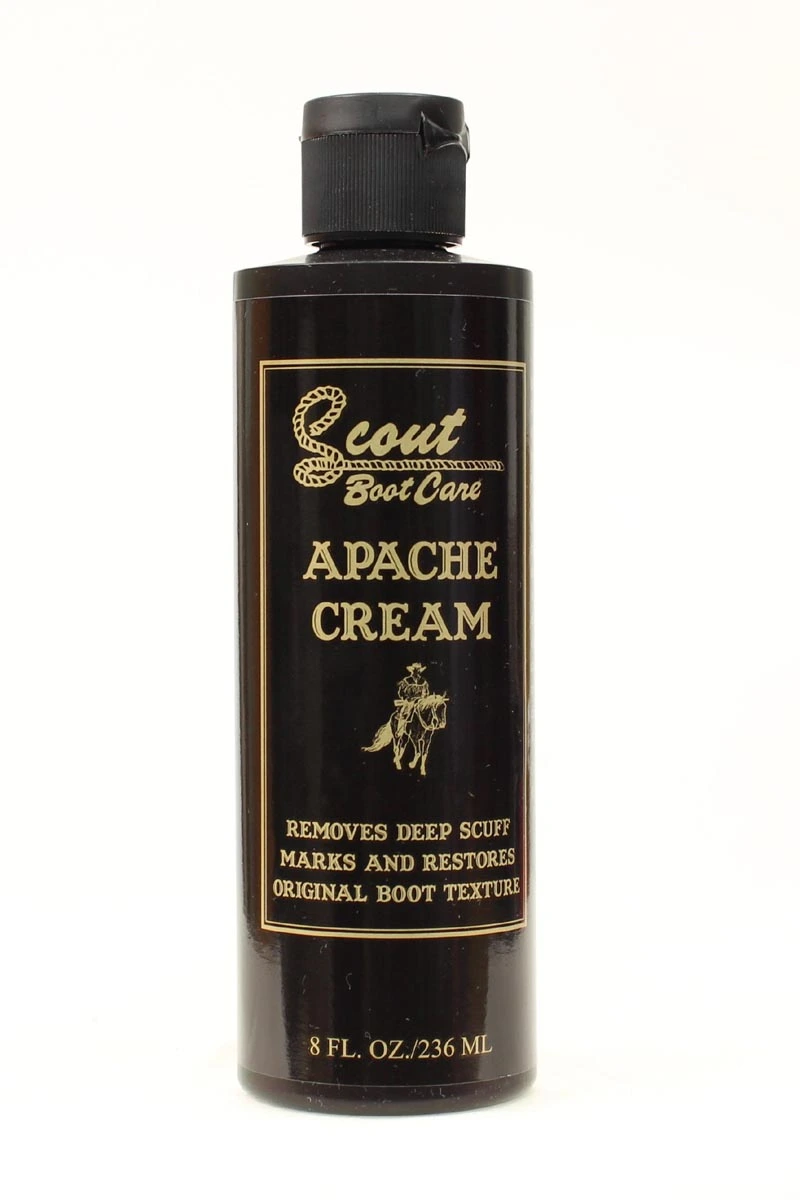 Scout
Boot Care
APACHE
CREAM
REMOVES DEEP SCUFF
MARKS AND RESTORES
ORIGINAL BOOT TEXTURE
8 FL. OZ./236 ML